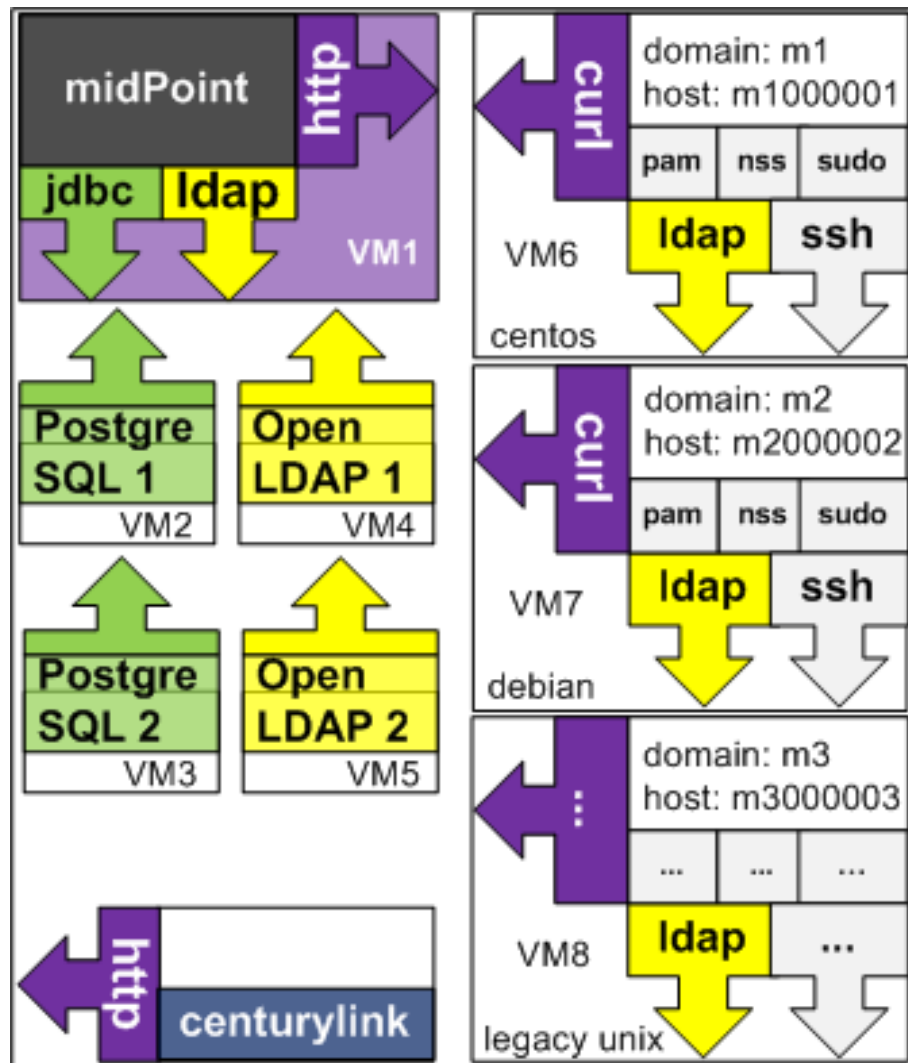 midPoint
http
jdbc
ldap
VM1
Postgre
SQL 1
VM2
Open
LDAP 1
VM4
Postgre
SQL 2
VM3
Open
LDAP 2
VM5
http
centurylink
curl
domain: m1
host: m1000001
pam
nss
sudo
VM6
ldap
ssh
centos
curl
domain: m2
host: m2000002
pam
nss
sudo
VM7
ldap
ssh
debian
...
domain: m3
host: m3000003
...
...
...
VM8
ldap
...
legacy unix